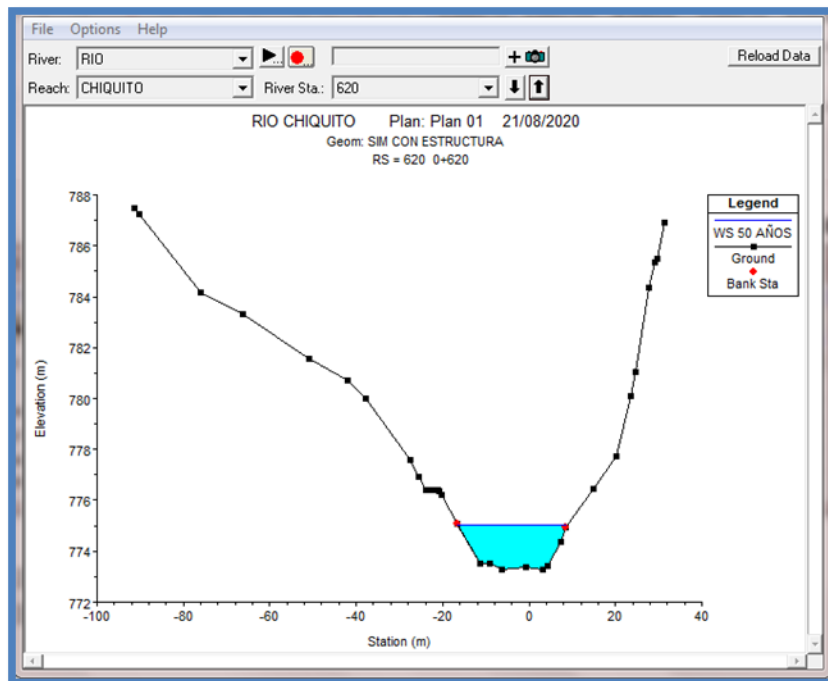 File Options Help
River: RIO Reload Data
Reach: CHIQUITO River Sta.: 620
RIO CHIQUITO Plan: Plan 01 21/08/2020
Geom: SIM CON ESTRUCTURA
RS = 620 0+620
788
786
784
782
780
778
776
774
772
Elevation (m)
-100 -80 -60 -40 -20 0 20 40
Station (m)
Legend
WS 50 AÑOS
Ground
Bank Sta